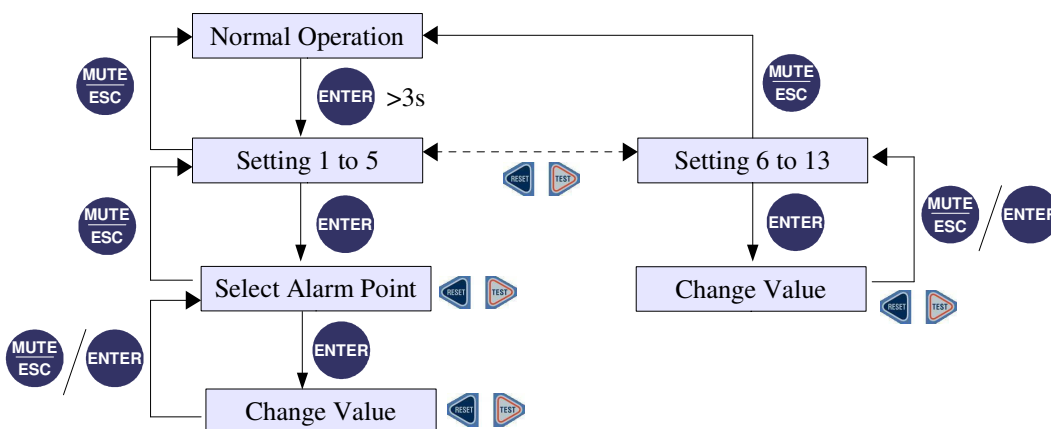 Normal Operation
MUTE
ESC
ENTER >3s
MUTE
ESC
Setting 1 to 5
RESET TEST
Setting 6 to 13
MUTE
ESC
ENTER
ENTER
MUTE
ESC
/ ENTER
Select Alarm Point
RESET TEST
Change Value
RESET TEST
MUTE
ESC
/ ENTER
ENTER
Change Value
RESET TEST